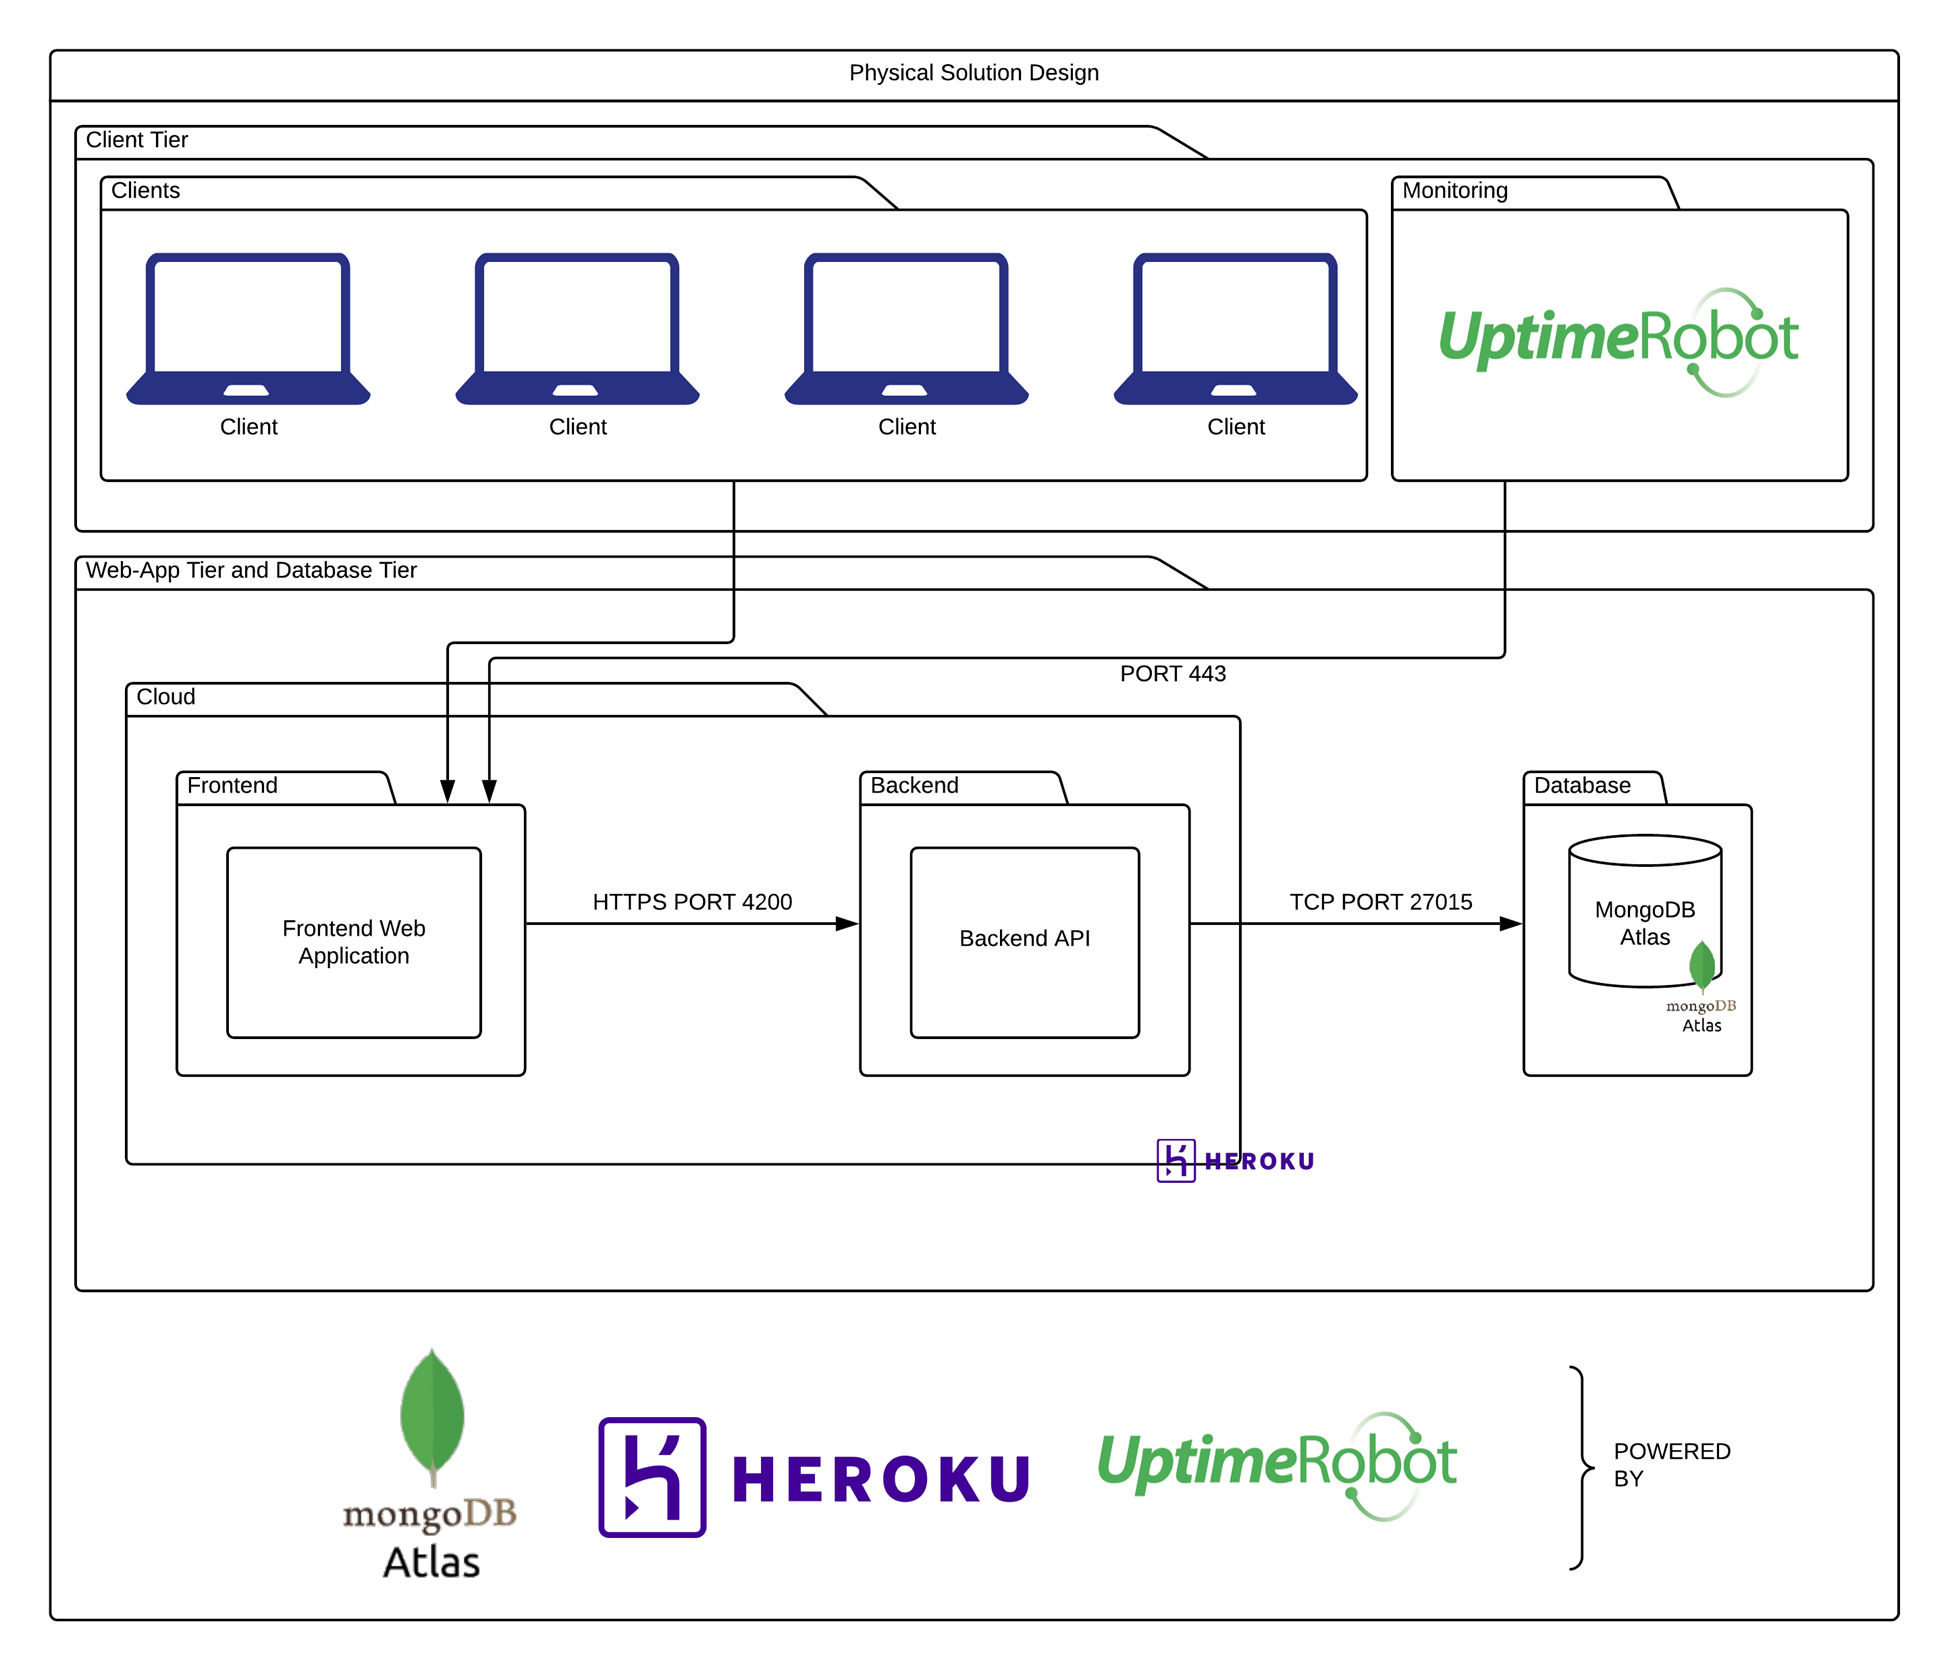 Physical Solution Design
Client Tier
Clients
Monitoring
UptimeRobot
Client
Client
Client
Client
Web-App Tier and Database Tier
PORT 443
Cloud
Frontend
Backend
Database
HTTPS PORT 4200
TCP PORT 27015
Frontend Web
Application
Backend API
MongoDB
Atlas
mongoDB
Atlas
HEROKU
mongoDB
Atlas
HEROKU
UptimeRobot
POWERED
BY